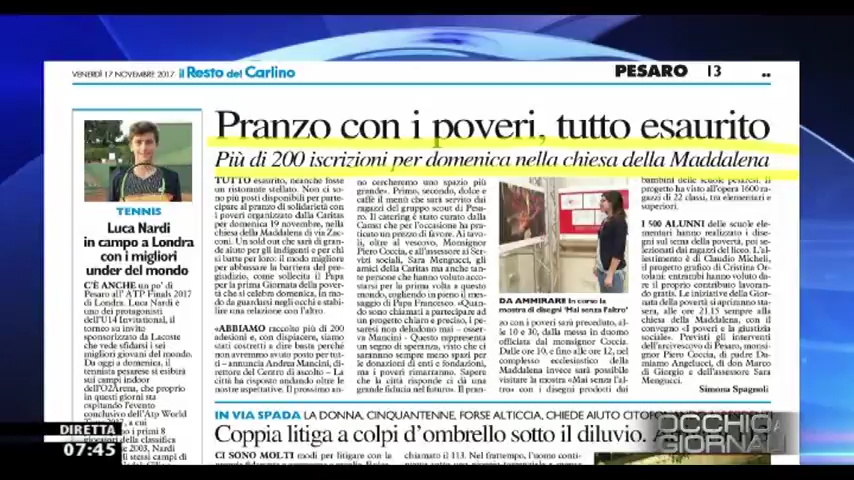 VENERDÌ 17 NOVEMBRE 2017 il Resto del Carlino
PESARO 13
Pranzo con i poveri, tutto esaurito
Più di 200 iscrizioni per domenica nella chiesa della Maddalena
TENNIS
Luca Nardi
in campo a Londra
con i migliori
under del mondo
C'È ANCHE un po' di
Pesaro all'ATP Finals 2017
di Londra. Luca Nardi è
uno dei protagonisti
dell'U14 Invitational, il
torneo su invito
sponsorizzato da Lacoste
che vede sfidarsi i sei
migliori giovani del mondo.
Da oggi a domenica, il
tennista pesarese si esibirà
sui campi indoor
dell'O2Arena, che proprio
in questi giorni sta
ospitando l'evento
conclusivo dell'Atp World
TUTTO esaurito, neanche fosse
un ristorante stellato. Non ci so-
no più posti disponibili per parte-
cipare al pranzo di solidarietà con
i poveri organizzato dalla Caritas
per domenica 19 novembre, nella
chiesa della Maddalena di via Zac-
coni. Un sold out che sarà di gran-
de aiuto per gli indigenti e per chi
si batte per loro: il modo migliore
per abbassare la barriera del pre-
giudizio, come sollecita il Papa
per la prima Giornata della pover-
tà che si celebra domenica, in mo-
do da guardarsi negli occhi e stabi-
lire una relazione con l'altro.
«ABBIAMO raccolto più di 200
adesioni e, con dispiacere, siamo
stati costretti a dire basta perché
non avremmo avuto posto per tut-
ti – annuncia Andrea Mancini, di-
rettore del Centro di ascolto – La
città ha risposto andando oltre le
nostre aspettative. Il prossimo an-
no cercheremo uno spazio più
grande». Primo, secondo, dolce e
caffè il menù che sarà servito dai
ragazzi del gruppo scout di Pesa-
ro. Il catering è stato curato dalla
Camst che per l'occasione ha pra-
ticato un prezzo di favore. Ai tavo-
li, oltre al vescovo, Monsignor
Piero Coccia, e all'assessore ai Ser-
vizi sociali, Sara Mengucci, gli
amici della Caritas ma anche tan-
te persone che hanno voluto acco-
starsi per la prima volta a questo
mondo, cogliendo in pieno il mes-
saggio di Papa Francesco. «Quan-
do sono chiamati a partecipare ad
un progetto chiaro e preciso, i pe-
saresi non deludono mai – osser-
va Mancini – Questo rappresenta
un segno di speranza, visto che ci
saranno sempre meno spazi per
le donazioni di enti e fondazioni,
ma i poveri rimarranno. Sapere
che la città risponde ci dà una
grande fiducia nel futuro». Il pran-
DA AMMIRARE In corso la
mostra di disegni 'Mai senza l'altro'
zo con i poveri sarà preceduto, al-
le 10 e 30, dalla messa in duomo
officiata dal monsignor Coccia.
Dalle ore 10, e fino alle ore 12, nel
complesso ecclesiastico della
Maddalena invece sarà possibile
visitare la mostra «Mai senza l'al-
tro» con i disegni prodotti dai
bambini delle scuole pesaresi. Il
progetto ha visto all'opera 1600 ra-
gazzi di 22 classi, tra elementari e
superiori.
I 500 ALUNNI delle scuole ele-
mentari hanno realizzato i dise-
gni sul tema della povertà, poi se-
lezionati dai ragazzi del liceo. L'al-
lestimento è di Claudio Micheli, il
progetto grafico di Cristina Or-
tolani: entrambi hanno voluto da-
re il proprio contributo lavoran-
do gratis. Le iniziative della Gior-
nata della povertà si apriranno sta-
sera, alle ore 21.15 sempre alla
chiesa della Maddalena, con il
convegno «I poveri e la giustizia
sociale». Previsti gli interventi
dell'arcivescovo di Pesaro, monsi-
gnor Piero Coccia, di padre Da-
miano Angelucci, di don Marco
di Giorgio e dell'assessora Sara
Mengucci.
Simona Spagnoli
IN VIA SPADA LA DONNA, CINQUANTENNE, FORSE ALTICCIA, CHIEDE AIUTO
Coppia litiga a colpi d'ombrello sotto il diluvio.
CI SONO MOTI modi per litigare e
chiamato il 113. Nel frattempo, l'uomo
DIRETTA
07:45
OCCHIO
GIORNALI